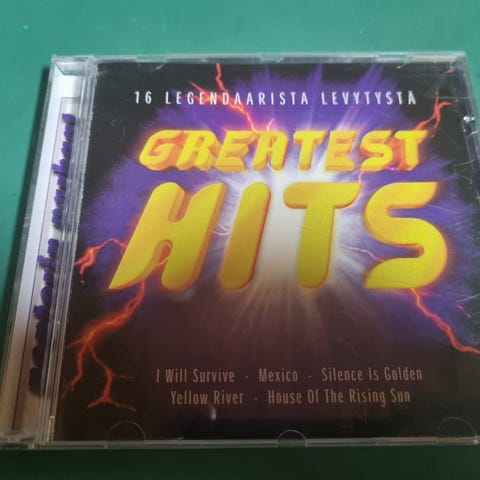 16 LEGENDAARISTA LEVYTYSTÄ
GREATEST
HITS
I Will Survive · Mexico · Silence Is Golden
Yellow River · House Of The Rising Sun